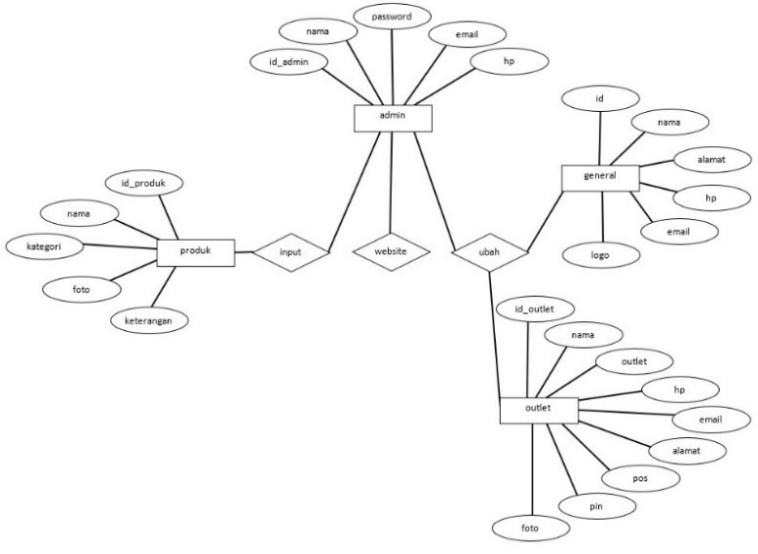 password
nama
email
id_admin
hp
admin
id
nama
general
alamat
hp
email
logo
id_produk
nama
kategori
produk
foto
keterangan
input
website
ubah
id_outlet
nama
outlet
hp
outlet
email
alamat
pos
pin
foto